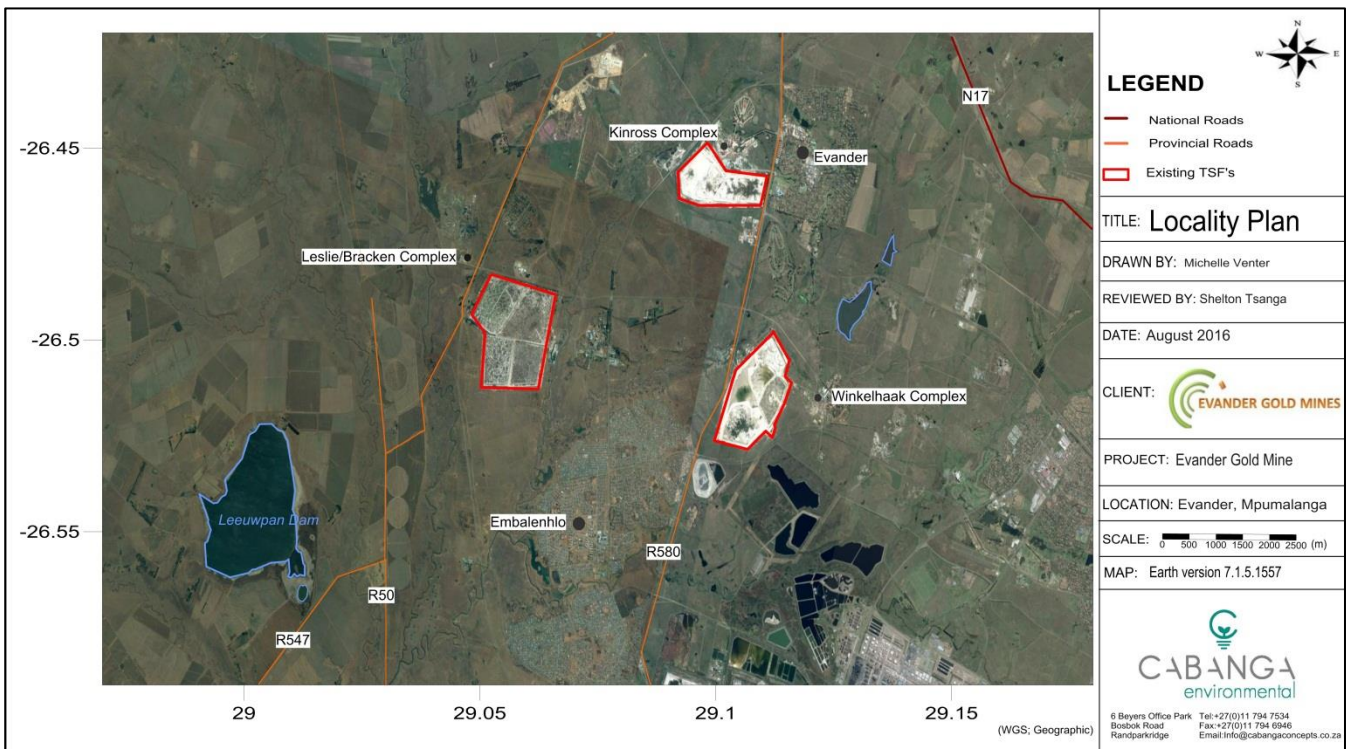 N17
Kinross Complex
Evander
-26.45
Leslie/Bracken Complex
-26.5
Winkelhaak Complex
Leeuwpan Dam
Embalenhlo
-26.55
R580
R50
R547
29
29.05
29.1
29.15
(WGS; Geographic)
N
W E
S
LEGEND
National Roads
Provincial Roads
Existing TSF's
TITLE: Locality Plan
DRAWN BY: Michelle Venter
REVIEWED BY: Shelton Tsanga
DATE: August 2016
CLIENT: EVANDER GOLD MINES
PROJECT: Evander Gold Mine
LOCATION: Evander, Mpumalanga
SCALE: 0 500 1000 1500 2000 2500 (m)
MAP: Earth version 7.1.5.1557
CABANGA
environmental
6 Beyers Office Park Tel:+27(0)11 794 7534
Bosbok Road Fax:+27(0)11 794 6946
Randparkridge Email:Info@cabangaconcepts.co.za